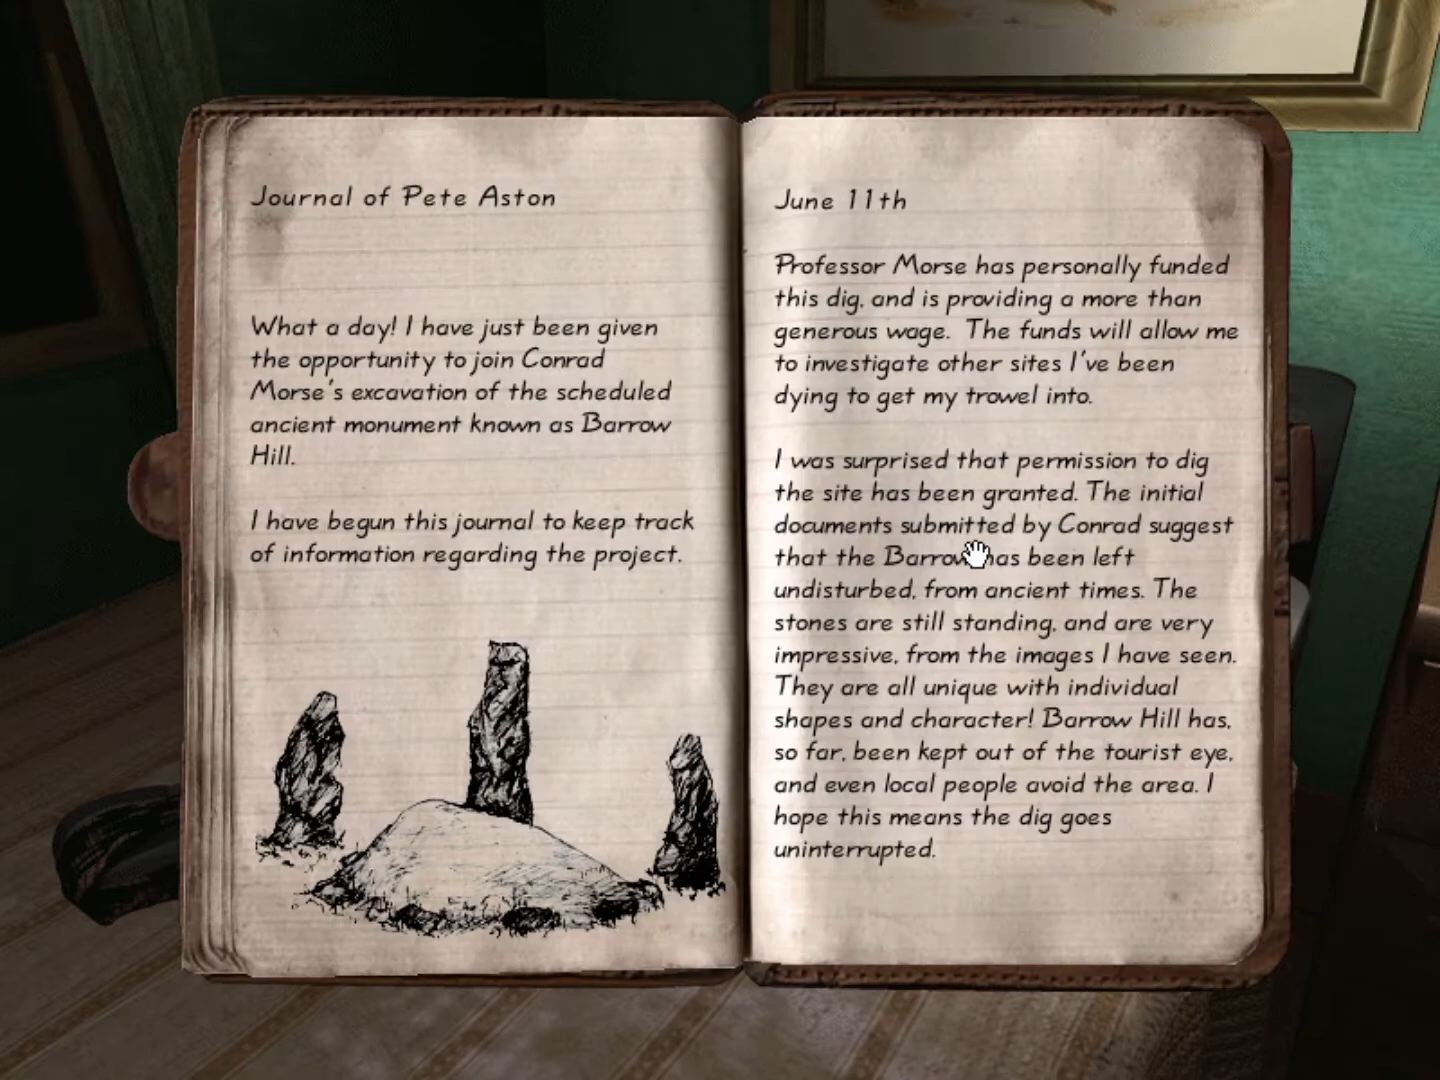 Journal of Pete Aston
What a day! I have just been given
the opportunity to join Conrad
Morse's excavation of the scheduled
ancient monument known as Barrow
Hill.
I have begun this journal to keep track
of information regarding the project.
June 11th
Professor Morse has personally funded
this dig, and is providing a more than
generous wage. The funds will allow me
to investigate other sites I've been
dying to get my trowel into.
I was surprised that permission to dig
the site has been granted. The initial
documents submitted by Conrad suggest
that the Barrow has been left
undisturbed, from ancient times. The
stones are still standing, and are very
impressive, from the images I have seen.
They are all unique with individual
shapes and character! Barrow Hill has,
so far, been kept out of the tourist eye,
and even local people avoid the area. I
hope this means the dig goes
uninterrupted.